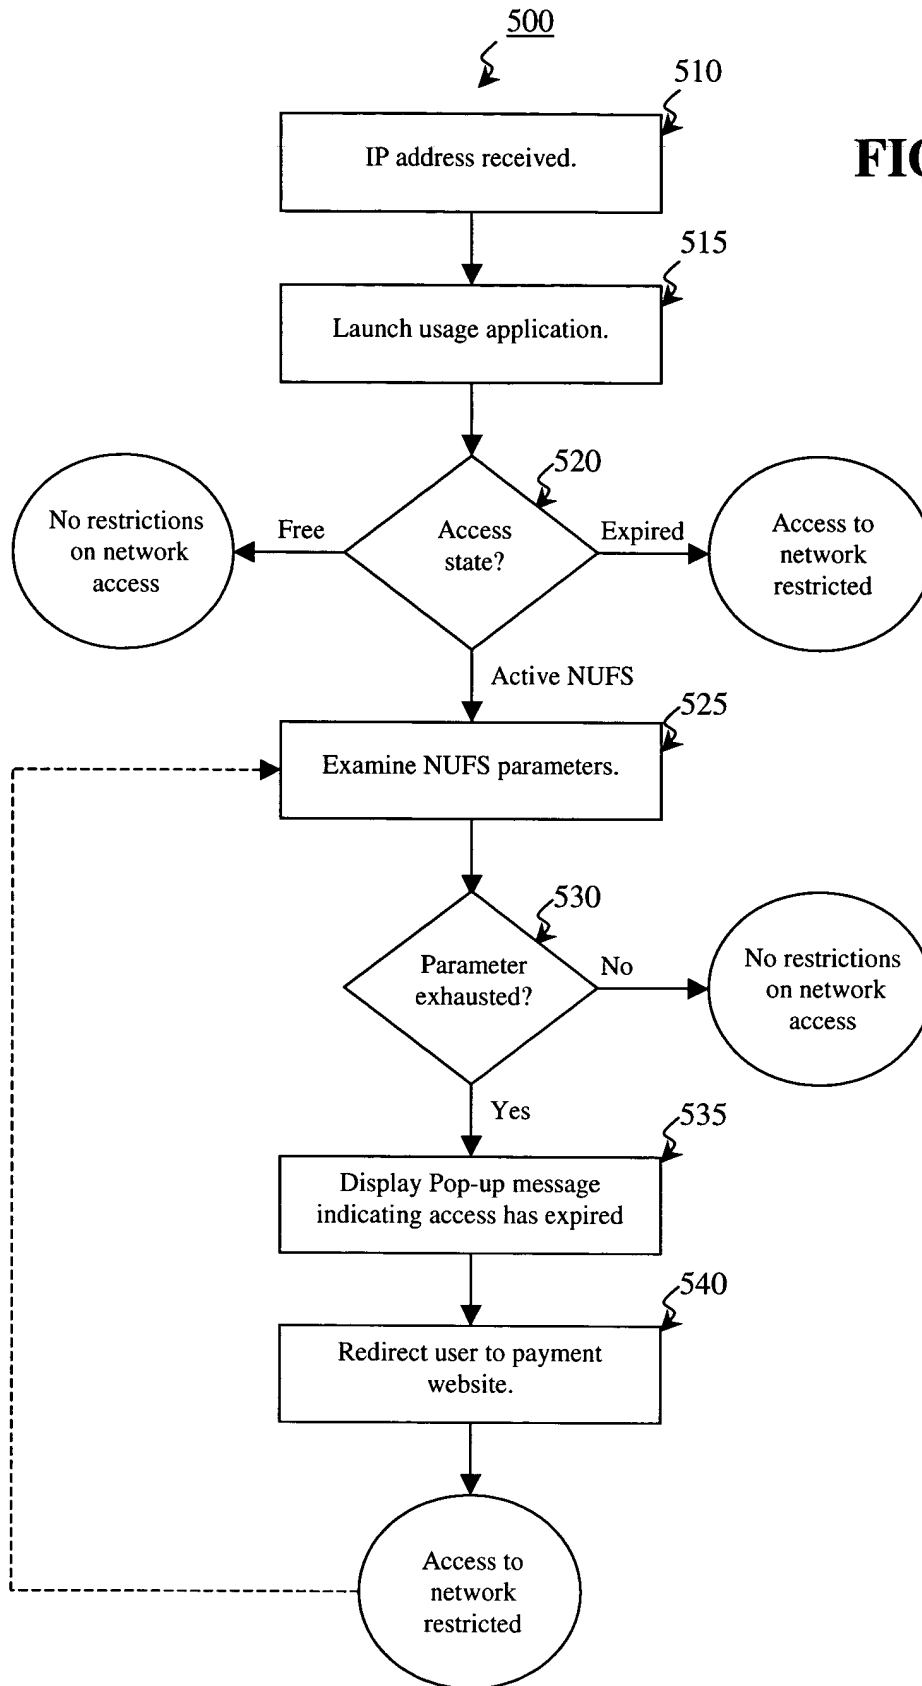 500
510
IP address received.
FIG
515
Launch usage application.
520
No restrictions
on network
access
Free
Access
state?
Expired
Access to
network
restricted
Active NUFS
525
Examine NUFS parameters.
530
Parameter
exhausted?
No
No restrictions
on network
access
Yes
535
Display Pop-up message
indicating access has expired
540
Redirect user to payment
website.
Access to
network
restricted